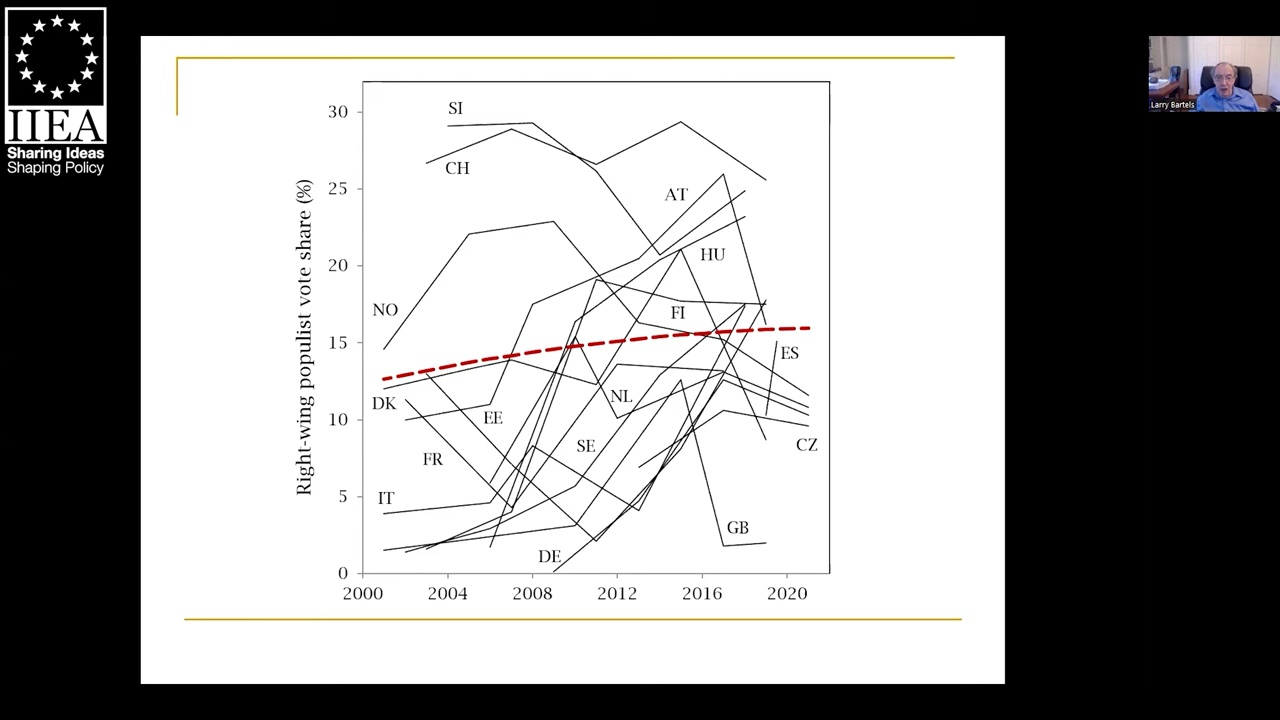 IIEA
Sharing Ideas
Shaping Policy
Larry Bartels
Right-wing populist vote share (%)
30
25
20
15
10
5
0
2000 2004 2008 2012 2016 2020
SI
CH
AT
HU
NO
FI
ES
DK
NL
EE
SE
CZ
FR
IT
GB
DE